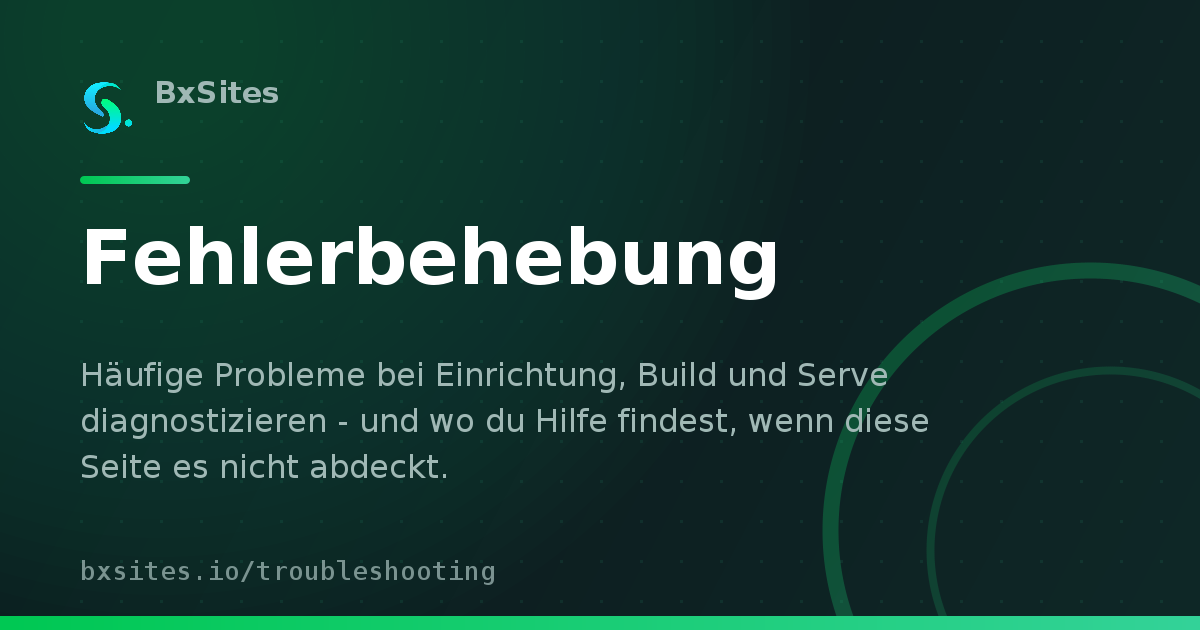 BxSites
Fehlerbehebung
Häufige Probleme bei Einrichtung, Build und Serve
diagnostizieren - und wo du Hilfe findest, wenn diese
Seite es nicht abdeckt.
bxsites.io/troubleshooting